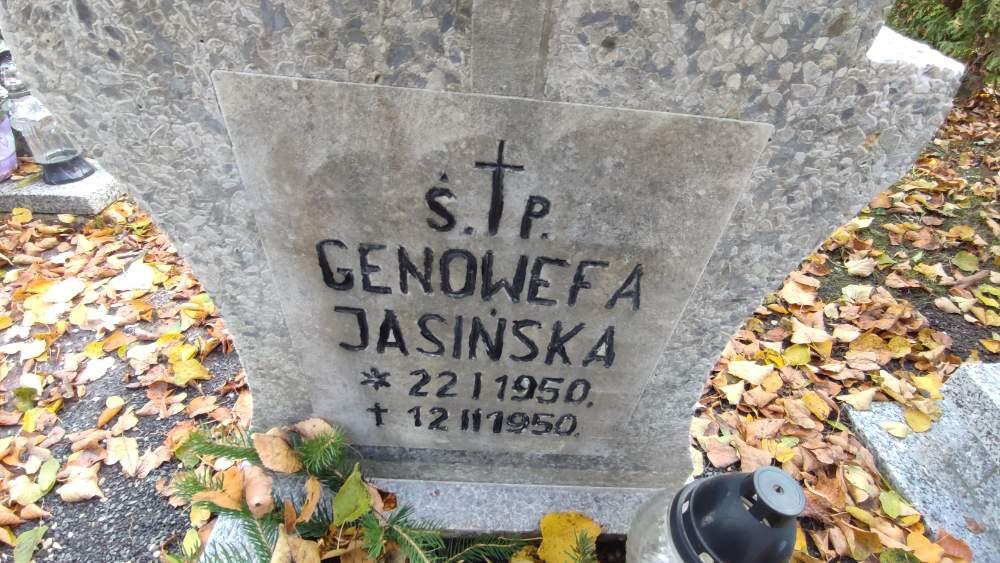 Ś. P.
GENOWEFA
JASIŃSKA
* 22 I 1950.
† 12 II 1950.